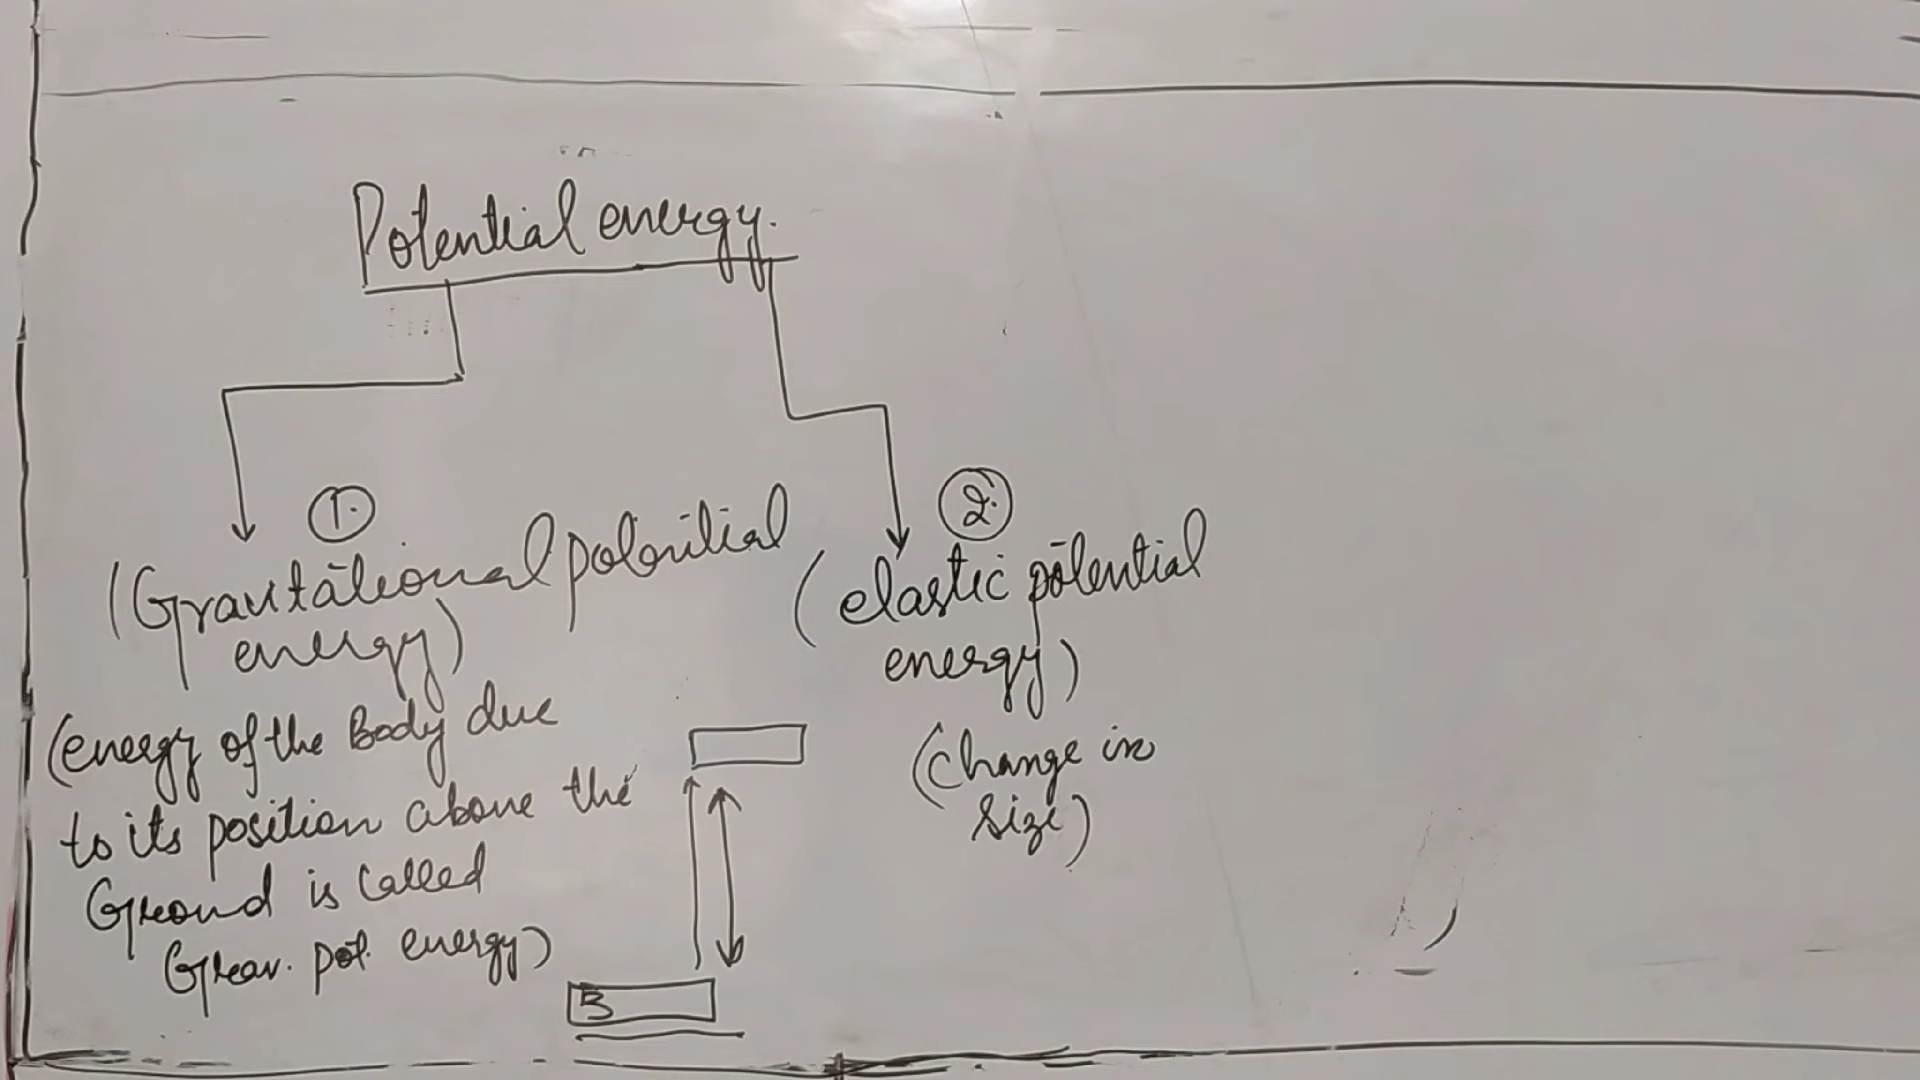 Potential energy.
1.
(Gravitational potential
energy)
(energy of the Body due
to its position above the
Ground is called
Grav. pot. energy)
2.
(elastic potential
energy)
(change in
size)
B